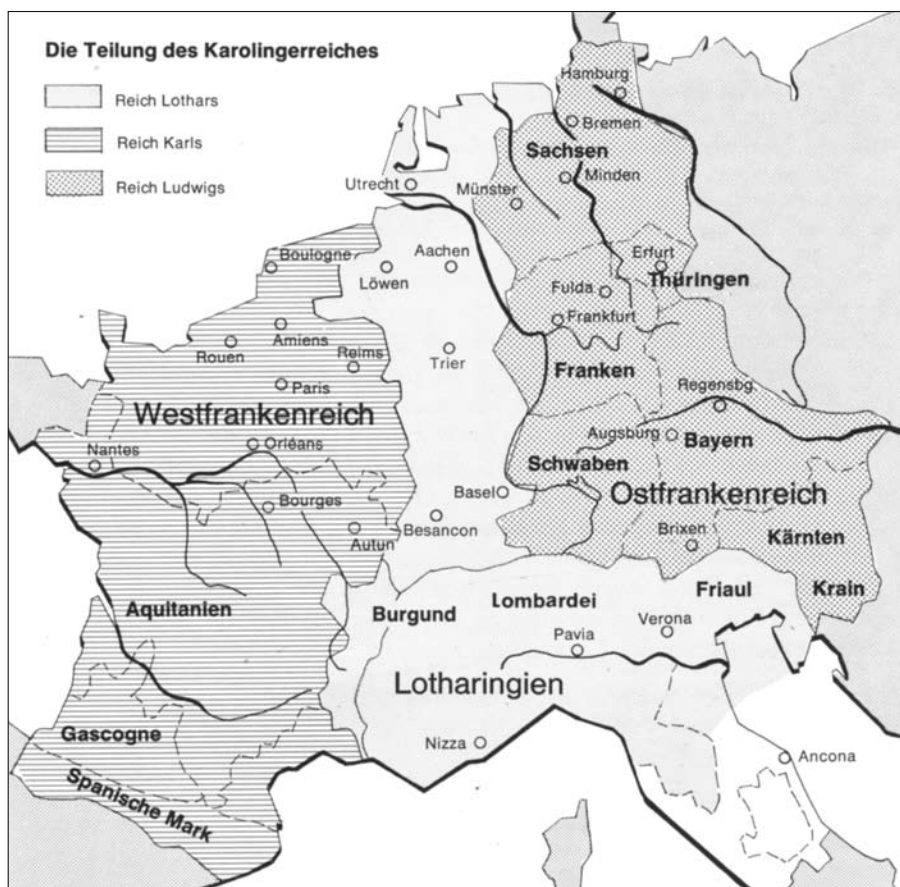 Die Teilung des Karolingerreiches
Reich Lothars
Reich Karls
Reich Ludwigs
Hamburg
Bremen
Sachsen
Minden
Utrecht
Münster
Boulogne
Aachen
Löwen
Erfurt
Thüringen
Fulda
Frankfurt
Amiens
Rouen
Reims
Trier
Franken
Paris
Regensbg.
Westfrankenreich
Augsburg
Bayern
Nantes
Orléans
Schwaben
Basel
Ostfrankenreich
Bourges
Besancon
Autun
Brixen
Kärnten
Krain
Aquitanien
Burgund
Lombardei
Friaul
Verona
Pavia
Lotharingien
Gascogne
Nizza
Ancona
Spanische Mark